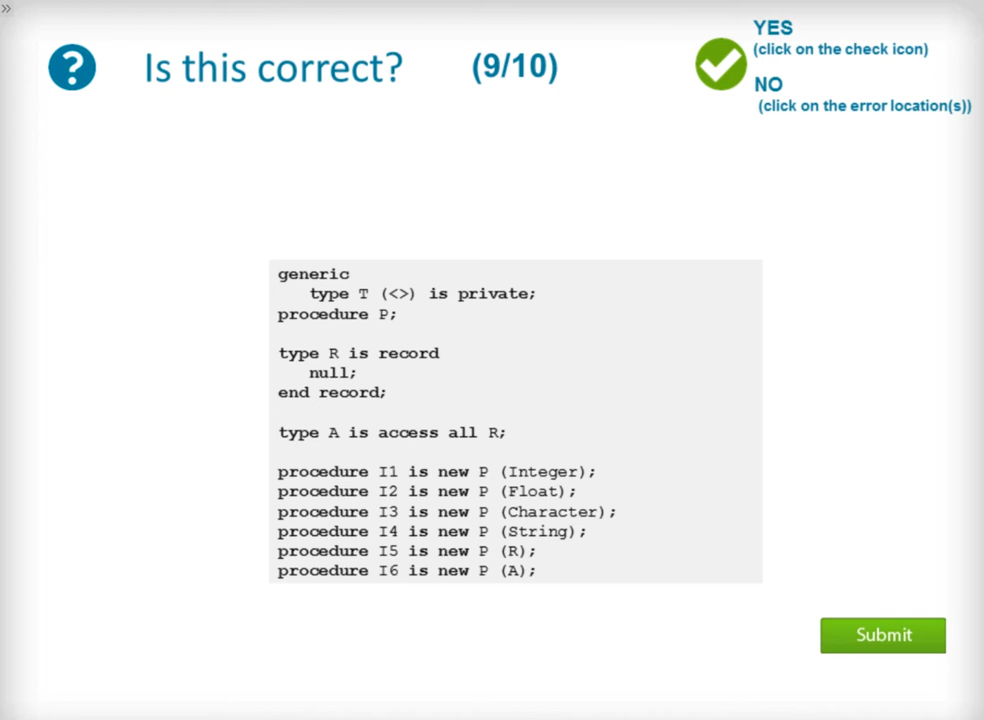 »
Is this correct? (9/10)
YES
(click on the check icon)
NO
(click on the error location(s))
generic
   type T (<>) is private;
procedure P;
type R is record
   null;
end record;
type A is access all R;
procedure I1 is new P (Integer);
procedure I2 is new P (Float);
procedure I3 is new P (Character);
procedure I4 is new P (String);
procedure I5 is new P (R);
procedure I6 is new P (A);
Submit